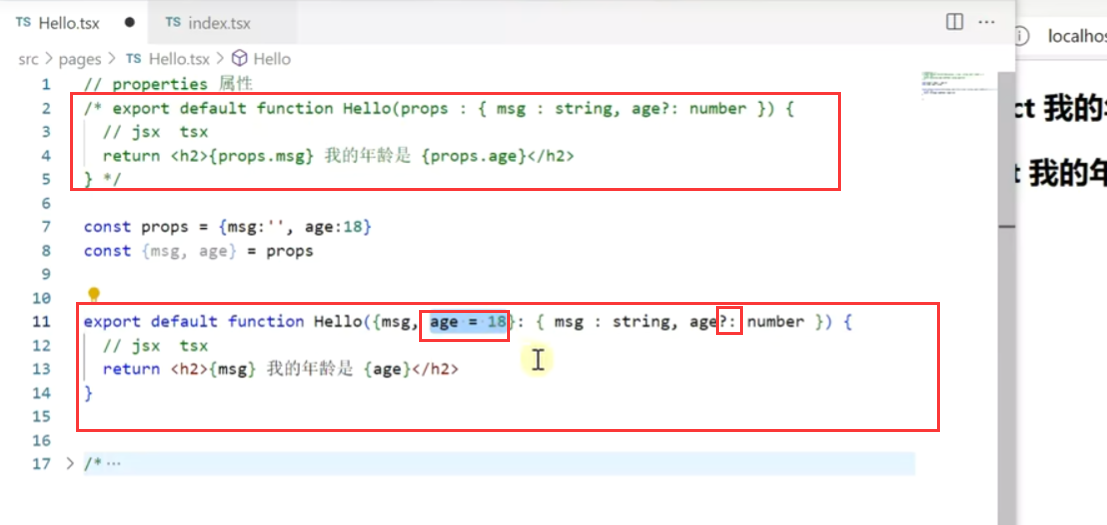 TS Hello.tsx ● TS index.tsx
src > pages > TS Hello.tsx > Hello
localhos
1 // properties 属性
2 /* export default function Hello(props : { msg : string, age?: number }) {
3 // jsx tsx
4 return <h2>{props.msg} 我的年龄是 {props.age}</h2>
5 } */
6
7 const props = {msg:'', age:18}
8 const {msg, age} = props
9
10
11 export default function Hello({msg, age = 18}: { msg : string, age?: number }) {
12 // jsx tsx
13 return <h2>{msg} 我的年龄是 {age}</h2>
14 }
15
16
17 > /* ···
ct 我的
t 我的年